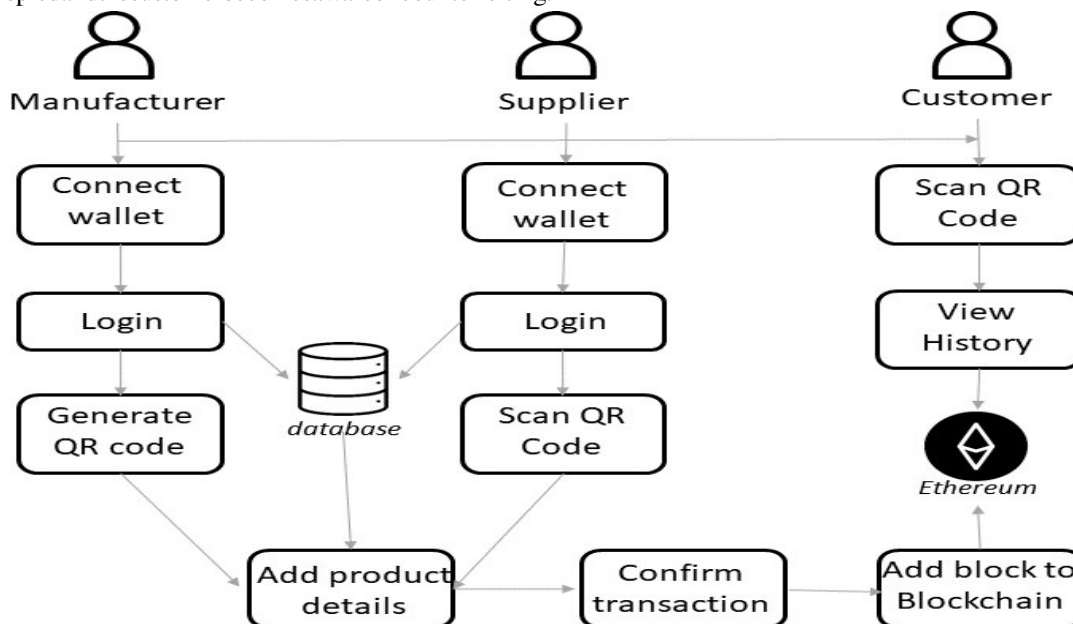 Manufacturer
Supplier
Customer
Connect
wallet
Connect
wallet
Scan QR
Code
Login
Login
View
History
database
Generate
QR code
Scan QR
Code
Ethereum
Add product
details
Confirm
transaction
Add block to
Blockchain